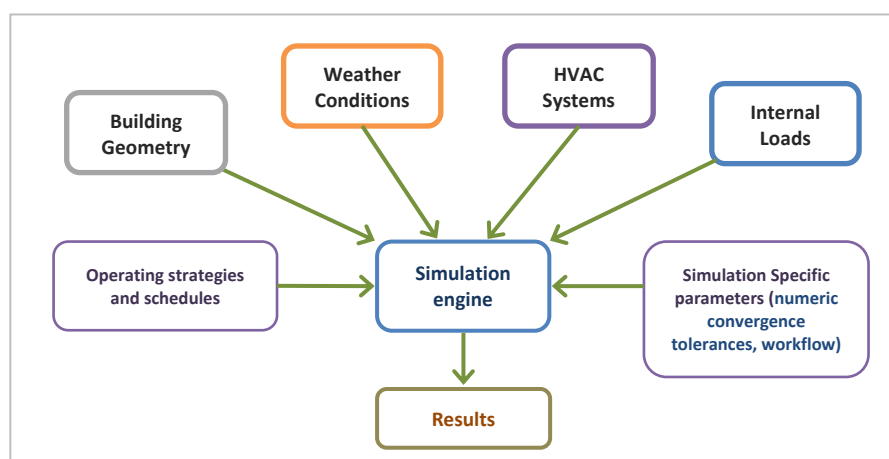 Weather
Conditions
HVAC
Systems
Building
Geometry
Internal
Loads
Operating strategies
and schedules
Simulation
engine
Simulation Specific
parameters (numeric
convergence
tolerances, workflow)
Results